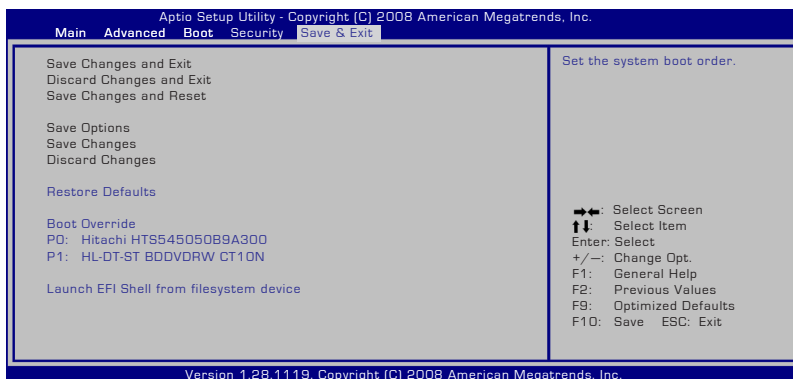 Aptio Setup Utility - Copyright (C) 2008 American Megatrends, Inc.
Main Advanced Boot Security Save & Exit
Save Changes and Exit
Discard Changes and Exit
Save Changes and Reset
Save Options
Save Changes
Discard Changes
Restore Defaults
Boot Override
P0: Hitachi HTS545050B9A300
P1: HL-DT-ST BDDVDRW CT10N
Launch EFI Shell from filesystem device
Set the system boot order.
→←: Select Screen
↑↓: Select Item
Enter: Select
+/—: Change Opt.
F1: General Help
F2: Previous Values
F9: Optimized Defaults
F10: Save ESC: Exit
Version 1.28.1119. Copyright (C) 2008 American Megatrends, Inc.